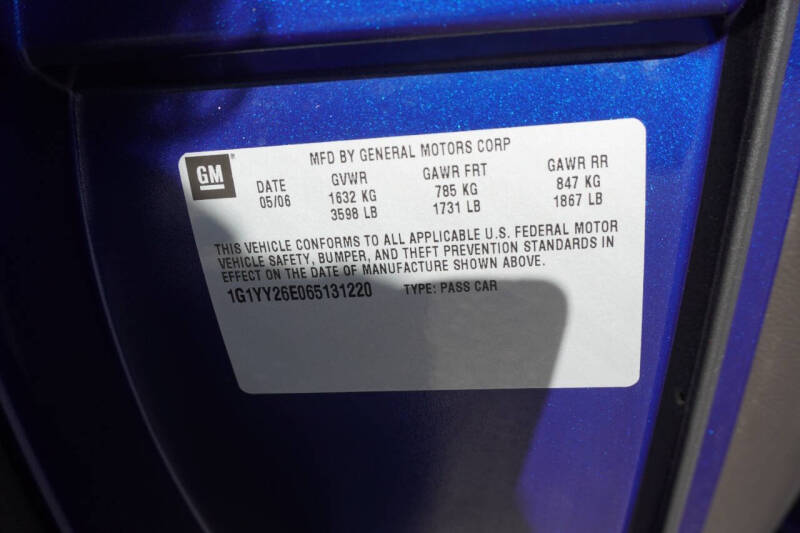 MFD BY GENERAL MOTORS CORP
GM
DATE GVWR GAWR FRT GAWR RR
05/06 1632 KG 785 KG 847 KG
3598 LB 1731 LB 1867 LB
THIS VEHICLE CONFORMS TO ALL APPLICABLE U.S. FEDERAL MOTOR
VEHICLE SAFETY, BUMPER, AND THEFT PREVENTION STANDARDS IN
EFFECT ON THE DATE OF MANUFACTURE SHOWN ABOVE.
1G1YY26E065131220 TYPE: PASS CAR